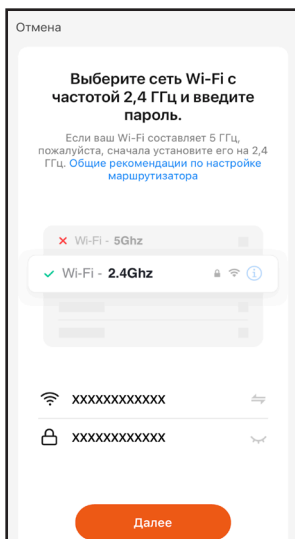 Отмена
Выберите сеть Wi-Fi с
частотой 2,4 ГГц и введите
пароль.
Если ваш Wi-Fi составляет 5 ГГц,
пожалуйста, сначала установите его на 2,4
ГГц. Общие рекомендации по настройке
маршрутизатора
Wi-Fi - 5Ghz
Wi-Fi - 2.4Ghz
XXXXXXXXXXXX
XXXXXXXXXXXX
Далее